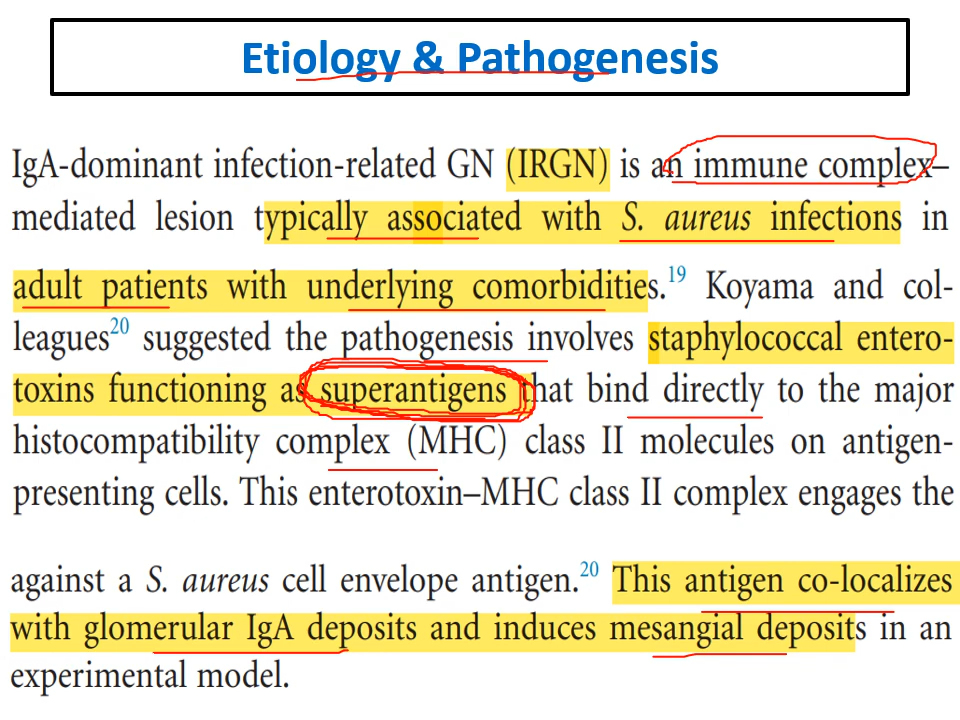 Etiology & Pathogenesis
IgA-dominant infection-related GN (IRGN) is an immune complex–
mediated lesion typically associated with S. aureus infections in
adult patients with underlying comorbidities.19 Koyama and col-
leagues20 suggested the pathogenesis involves staphylococcal entero-
toxins functioning as superantigens that bind directly to the major
histocompatibility complex (MHC) class II molecules on antigen-
presenting cells. This enterotoxin–MHC class II complex engages the
against a S. aureus cell envelope antigen.20 This antigen co-localizes
with glomerular IgA deposits and induces mesangial deposits in an
experimental model.